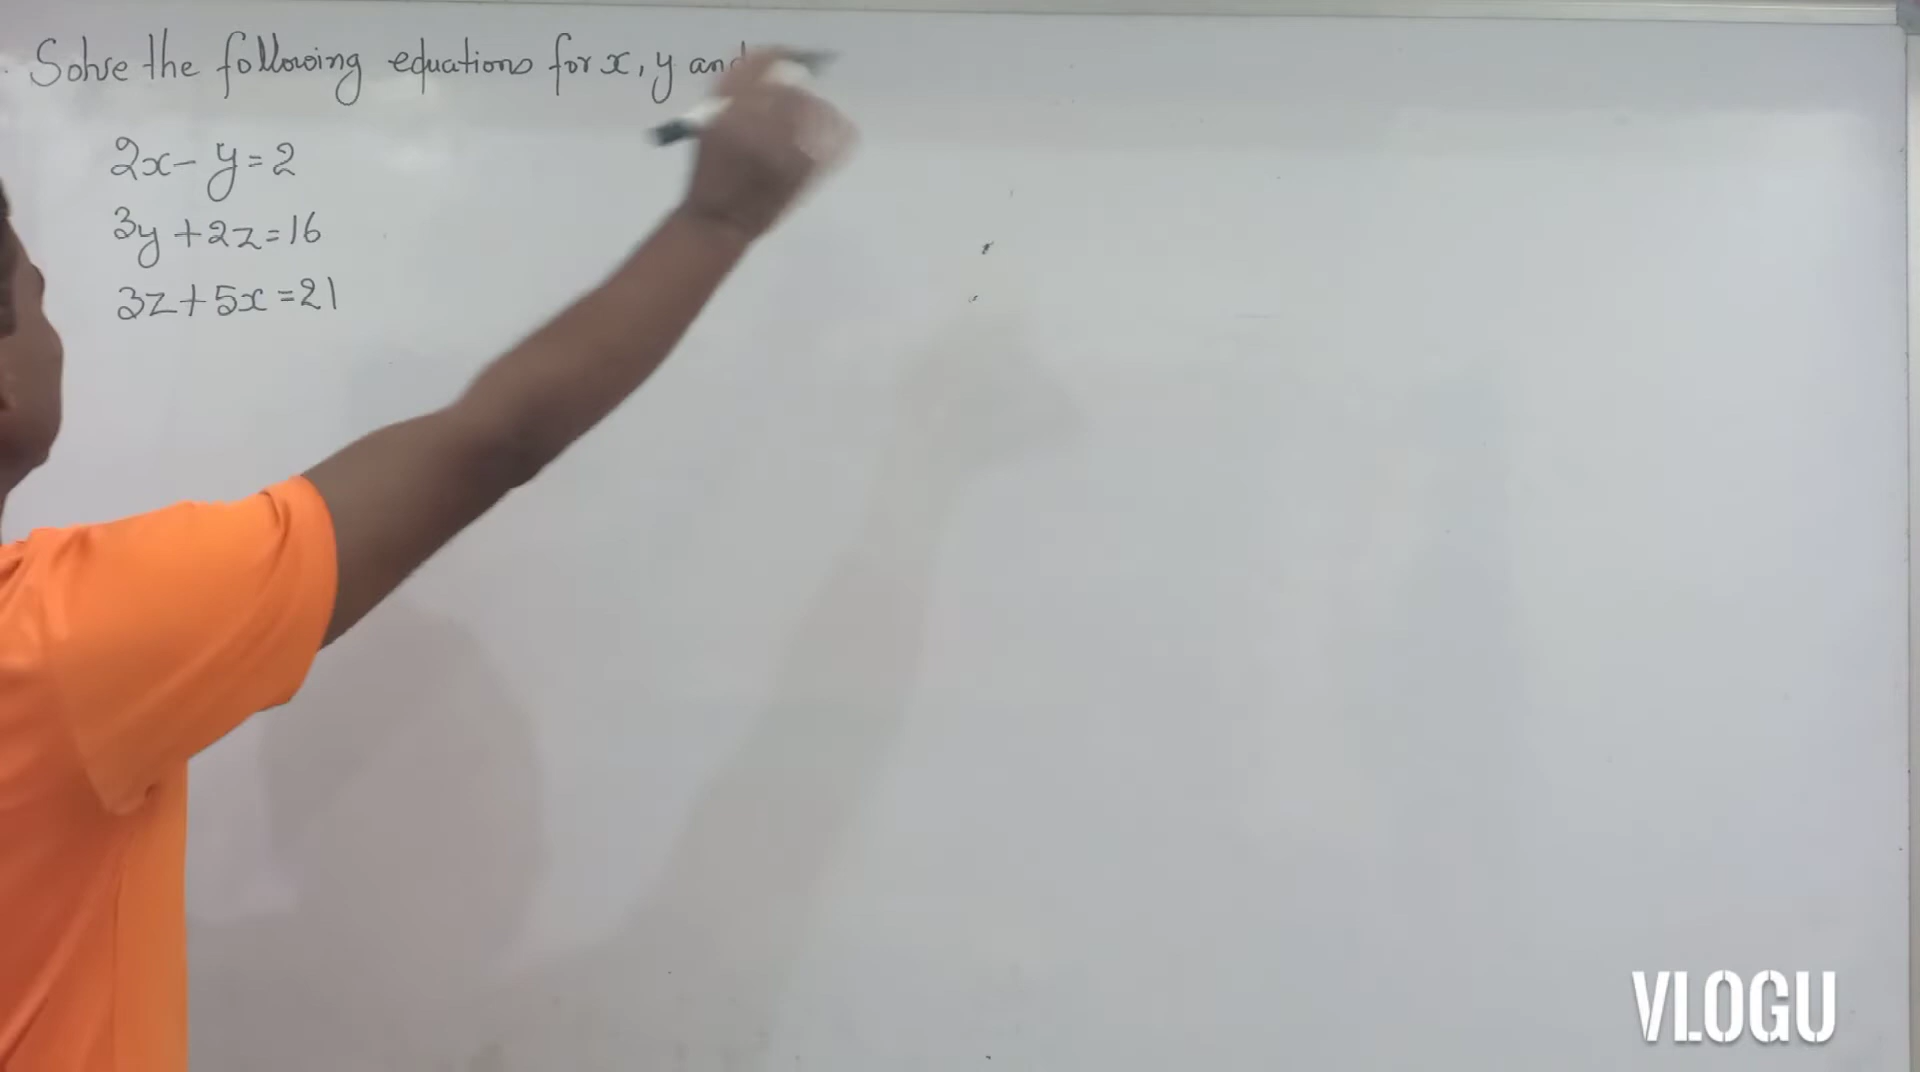 Solve the following equations for x, y and
2x - y = 2
3y + 2z = 16
3z + 5x = 21
VLOGU